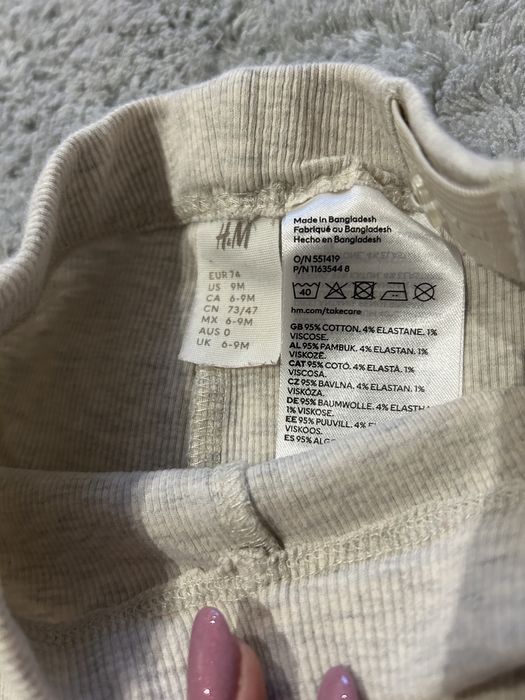 H&M
EUR 74
US 9M
CA 6-9M
CN 73/47
MX 6-9M
AUS 0
UK 6-9M
Made in Bangladesh
Fabriqué au Bangladesh
Hecho en Bangladesh
O/N 551419
P/N 1163544 8
40
hm.com/takecare
GB 95% COTTON. 4% ELASTANE. 1%
VISCOSE.
AL 95% PAMBUK. 4% ELASTAN. 1%
VISKOZË.
CAT 95% COTÓ. 4% ELASTÀ. 1%
VISCOSA.
CZ 95% BAVLNA. 4% ELASTAN. 1%
VISKÓZA.
DE 95% BAUMWOLLE. 4% ELASTHA
1% VISKOSE.
EE 95% PUUVILL. 4%
VISKOOS.
ES 95%